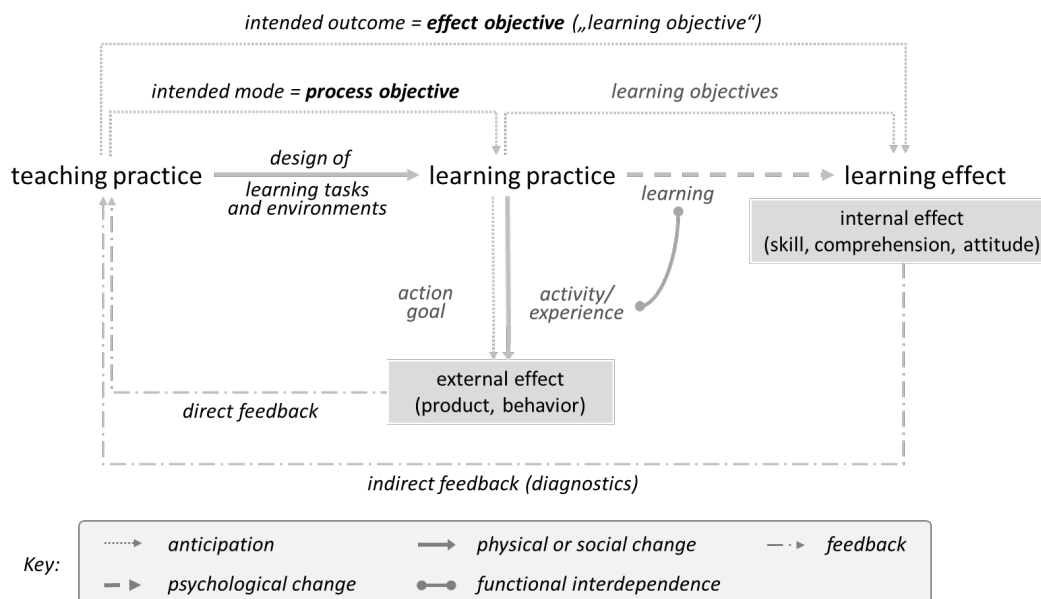 intended outcome = effect objective („learning objective“)
intended mode = process objective
learning objectives
teaching practice
design of
learning tasks
and environments
learning practice
learning
learning effect
internal effect
(skill, comprehension, attitude)
action
goal
activity/
experience
external effect
(product, behavior)
direct feedback
indirect feedback (diagnostics)
Key:
anticipation
physical or social change
feedback
psychological change
functional interdependence